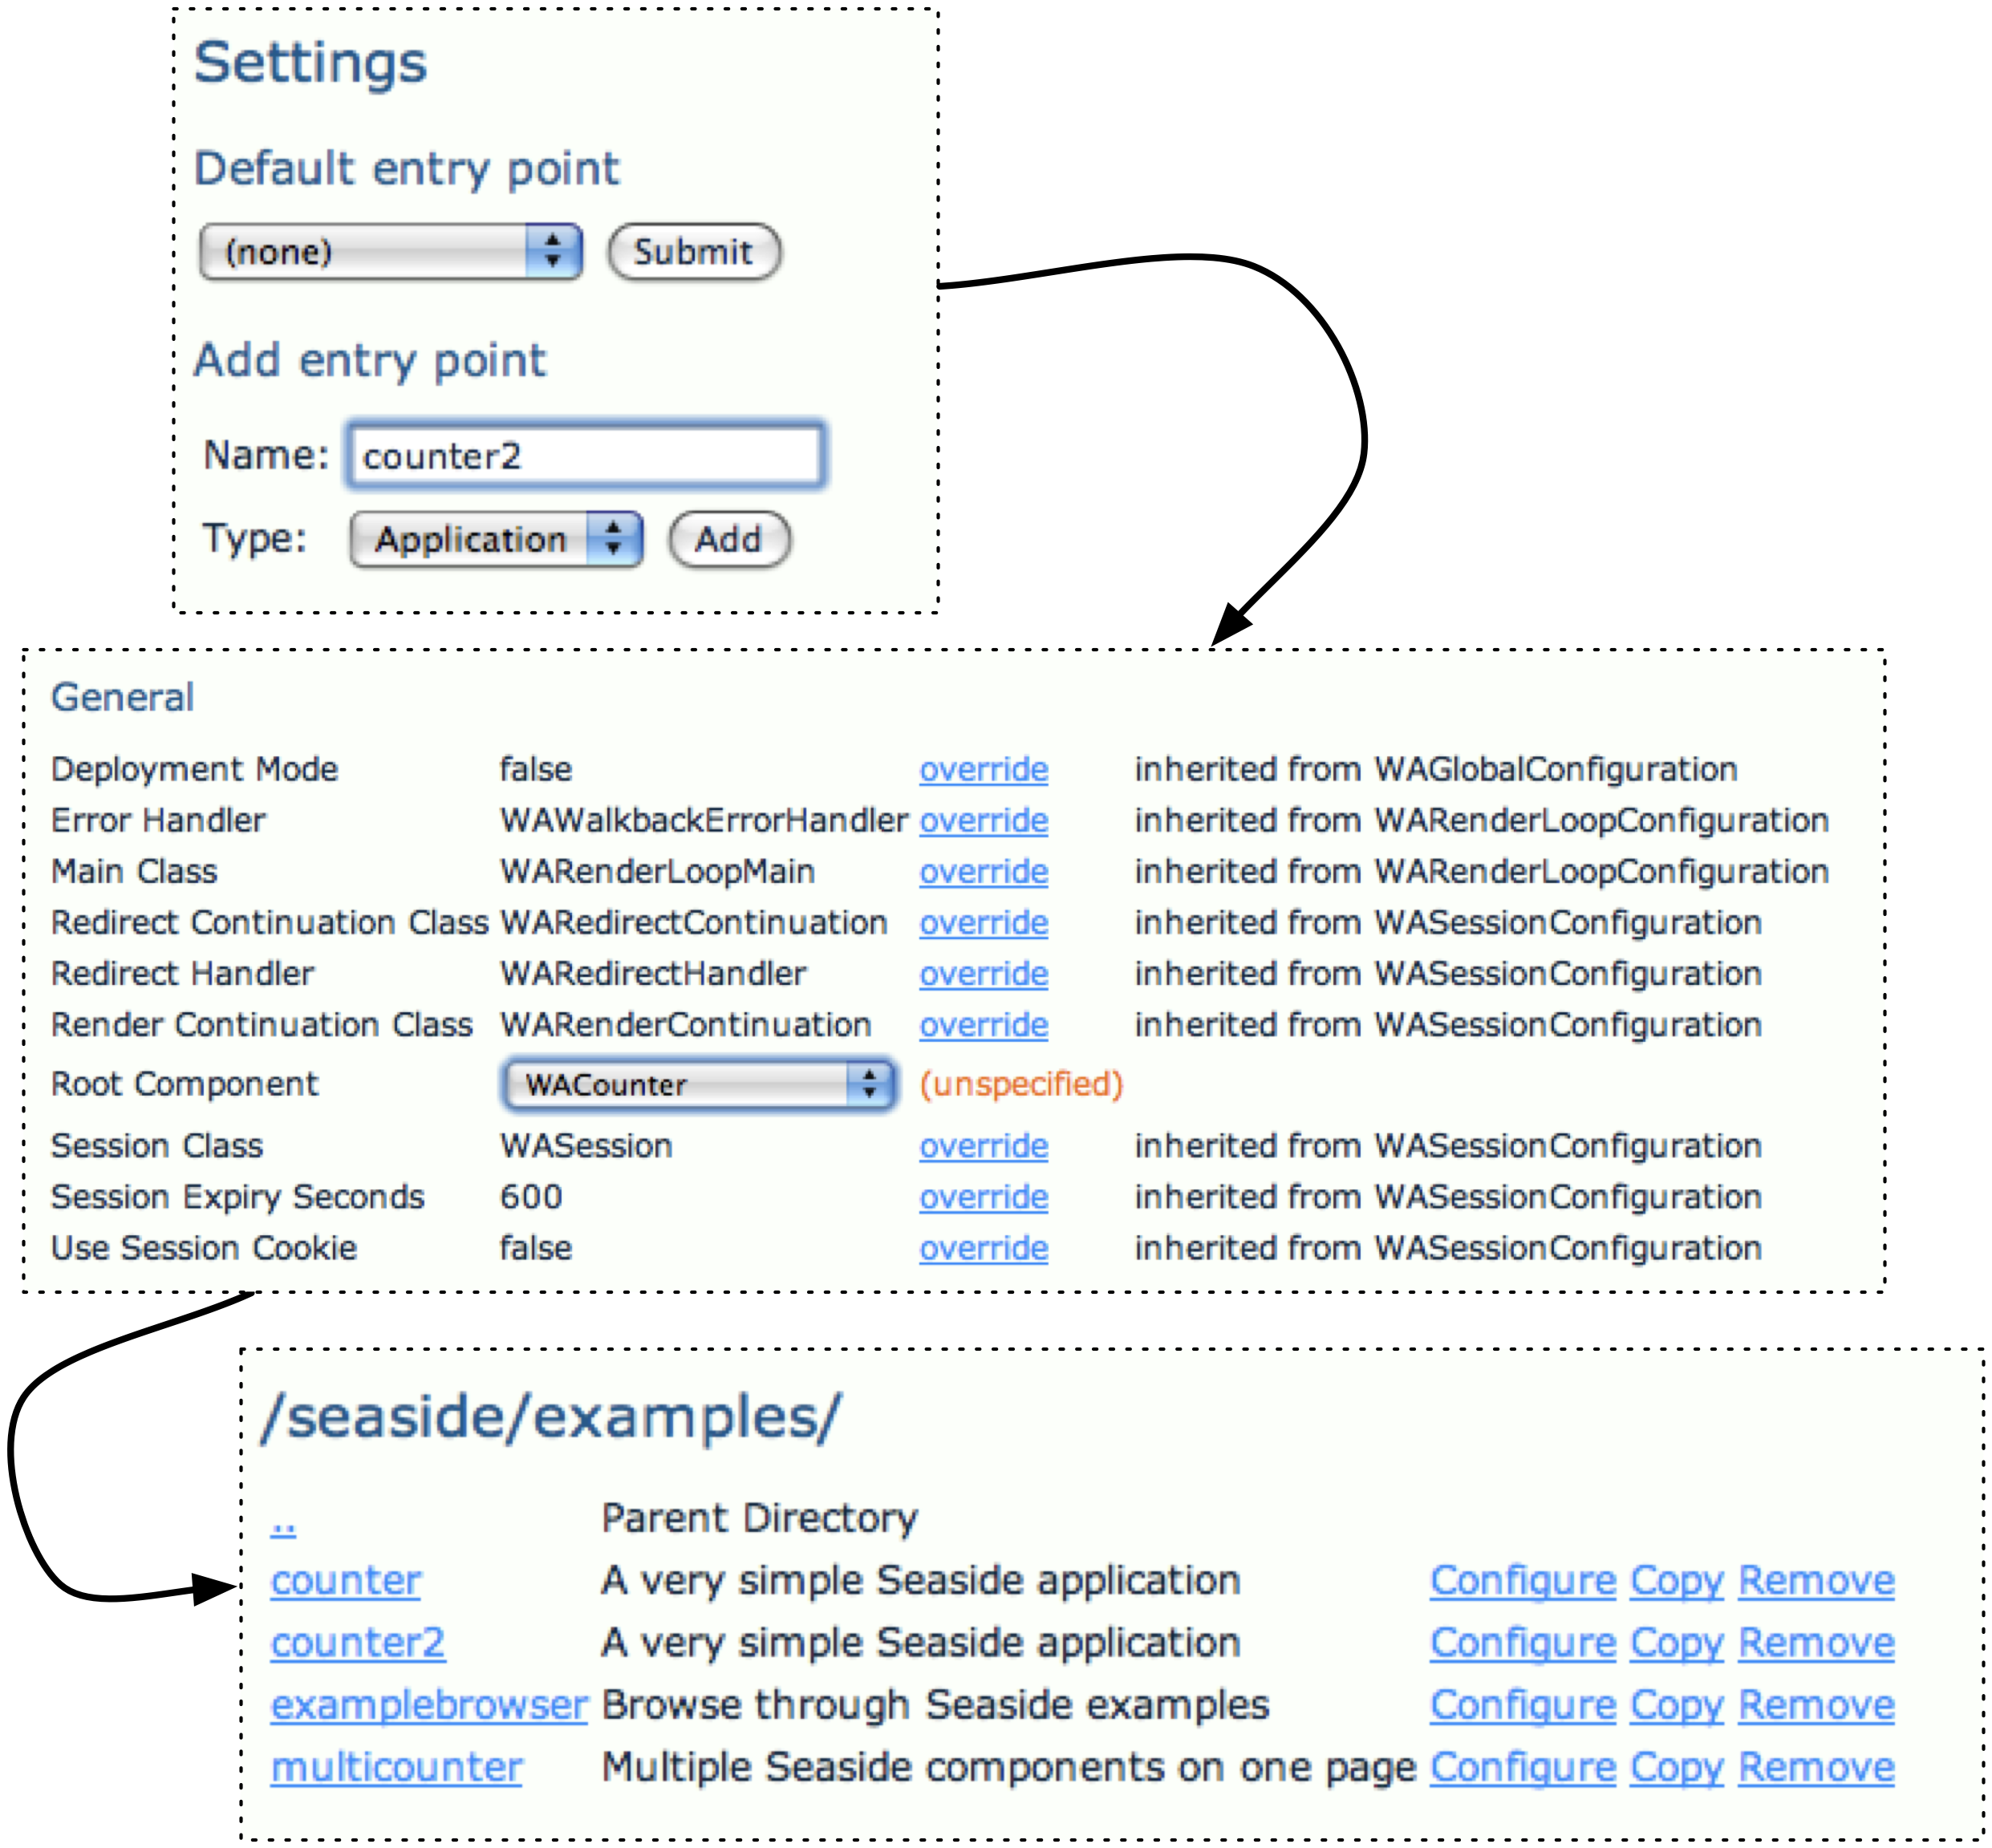 Settings
Default entry point
(none) Submit
Add entry point
Name: counter2
Type: Application Add
General
Deployment Mode false override inherited from WAGlobalConfiguration
Error Handler WAWalkbackErrorHandler override inherited from WARenderLoopConfiguration
Main Class WARenderLoopMain override inherited from WARenderLoopConfiguration
Redirect Continuation Class WARedirectContinuation override inherited from WASessionConfiguration
Redirect Handler WARedirectHandler override inherited from WASessionConfiguration
Render Continuation Class WARenderContinuation override inherited from WASessionConfiguration
Root Component WACounter (unspecified)
Session Class WASession override inherited from WASessionConfiguration
Session Expiry Seconds 600 override inherited from WASessionConfiguration
Use Session Cookie false override inherited from WASessionConfiguration
/seaside/examples/
.. Parent Directory
counter A very simple Seaside application Configure Copy Remove
counter2 A very simple Seaside application Configure Copy Remove
examplebrowser Browse through Seaside examples Configure Copy Remove
multicounter Multiple Seaside components on one page Configure Copy Remove